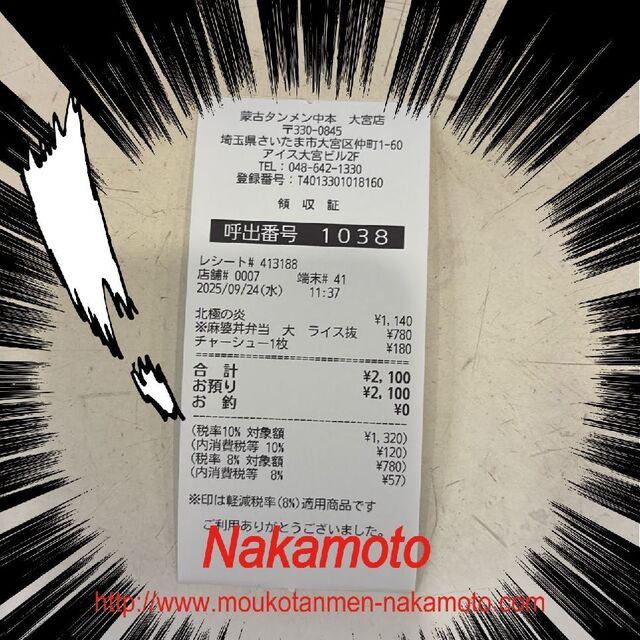 蒙古タンメン中本　大宮店
〒330-0845
埼玉県さいたま市大宮区仲町1-60
アイス大宮ビル2F
TEL：048-642-1330
登録番号：T4013301018160
領 収 証
呼出番号　1038
レシート# 413188
店舗# 0007　端末# 41
2025/09/24(水)　11:37
北極の炎　¥1,140
※麻婆丼弁当　大　ライス抜　¥780
チャーシュー1枚　¥180
合　計　¥2,100
お預り　¥2,100
お　釣　¥0
(税率10% 対象額　¥1,320)
(内消費税等 10%　¥120)
(税率 8% 対象額　¥780)
(内消費税等　8%　¥57)
※印は軽減税率(8%)適用商品です
ご利用ありがとうございました。
Nakamoto
http://www.moukotanmen-nakamoto.com